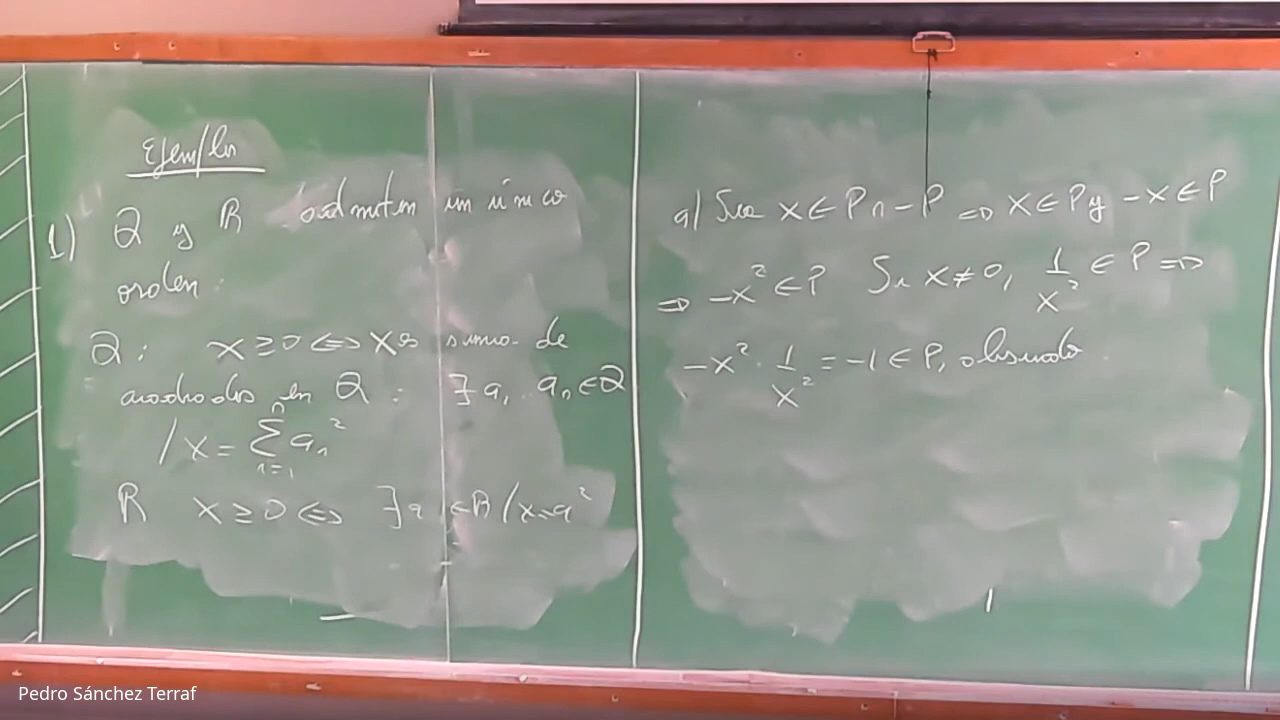 Ejemplos
1) Q y R admiten un único
orden.
Q: x ≥ 0 ⟺ x es suma de
cuadrados en Q : ∃ a₁ .. aₙ ∈ Q
/ x = Σ aᵢ²
i=1
n
R x ≥ 0 ⟺ ∃ a ∈ R / x = a²
a) Sea x ∈ P ∩ -P ⟹ x ∈ P y -x ∈ P
⟹ -x² ∈ P Si x ≠ 0, 1/x² ∈ P ⟹
-x² · 1/x² = -1 ∈ P, absurdo.
Pedro Sánchez Terraf